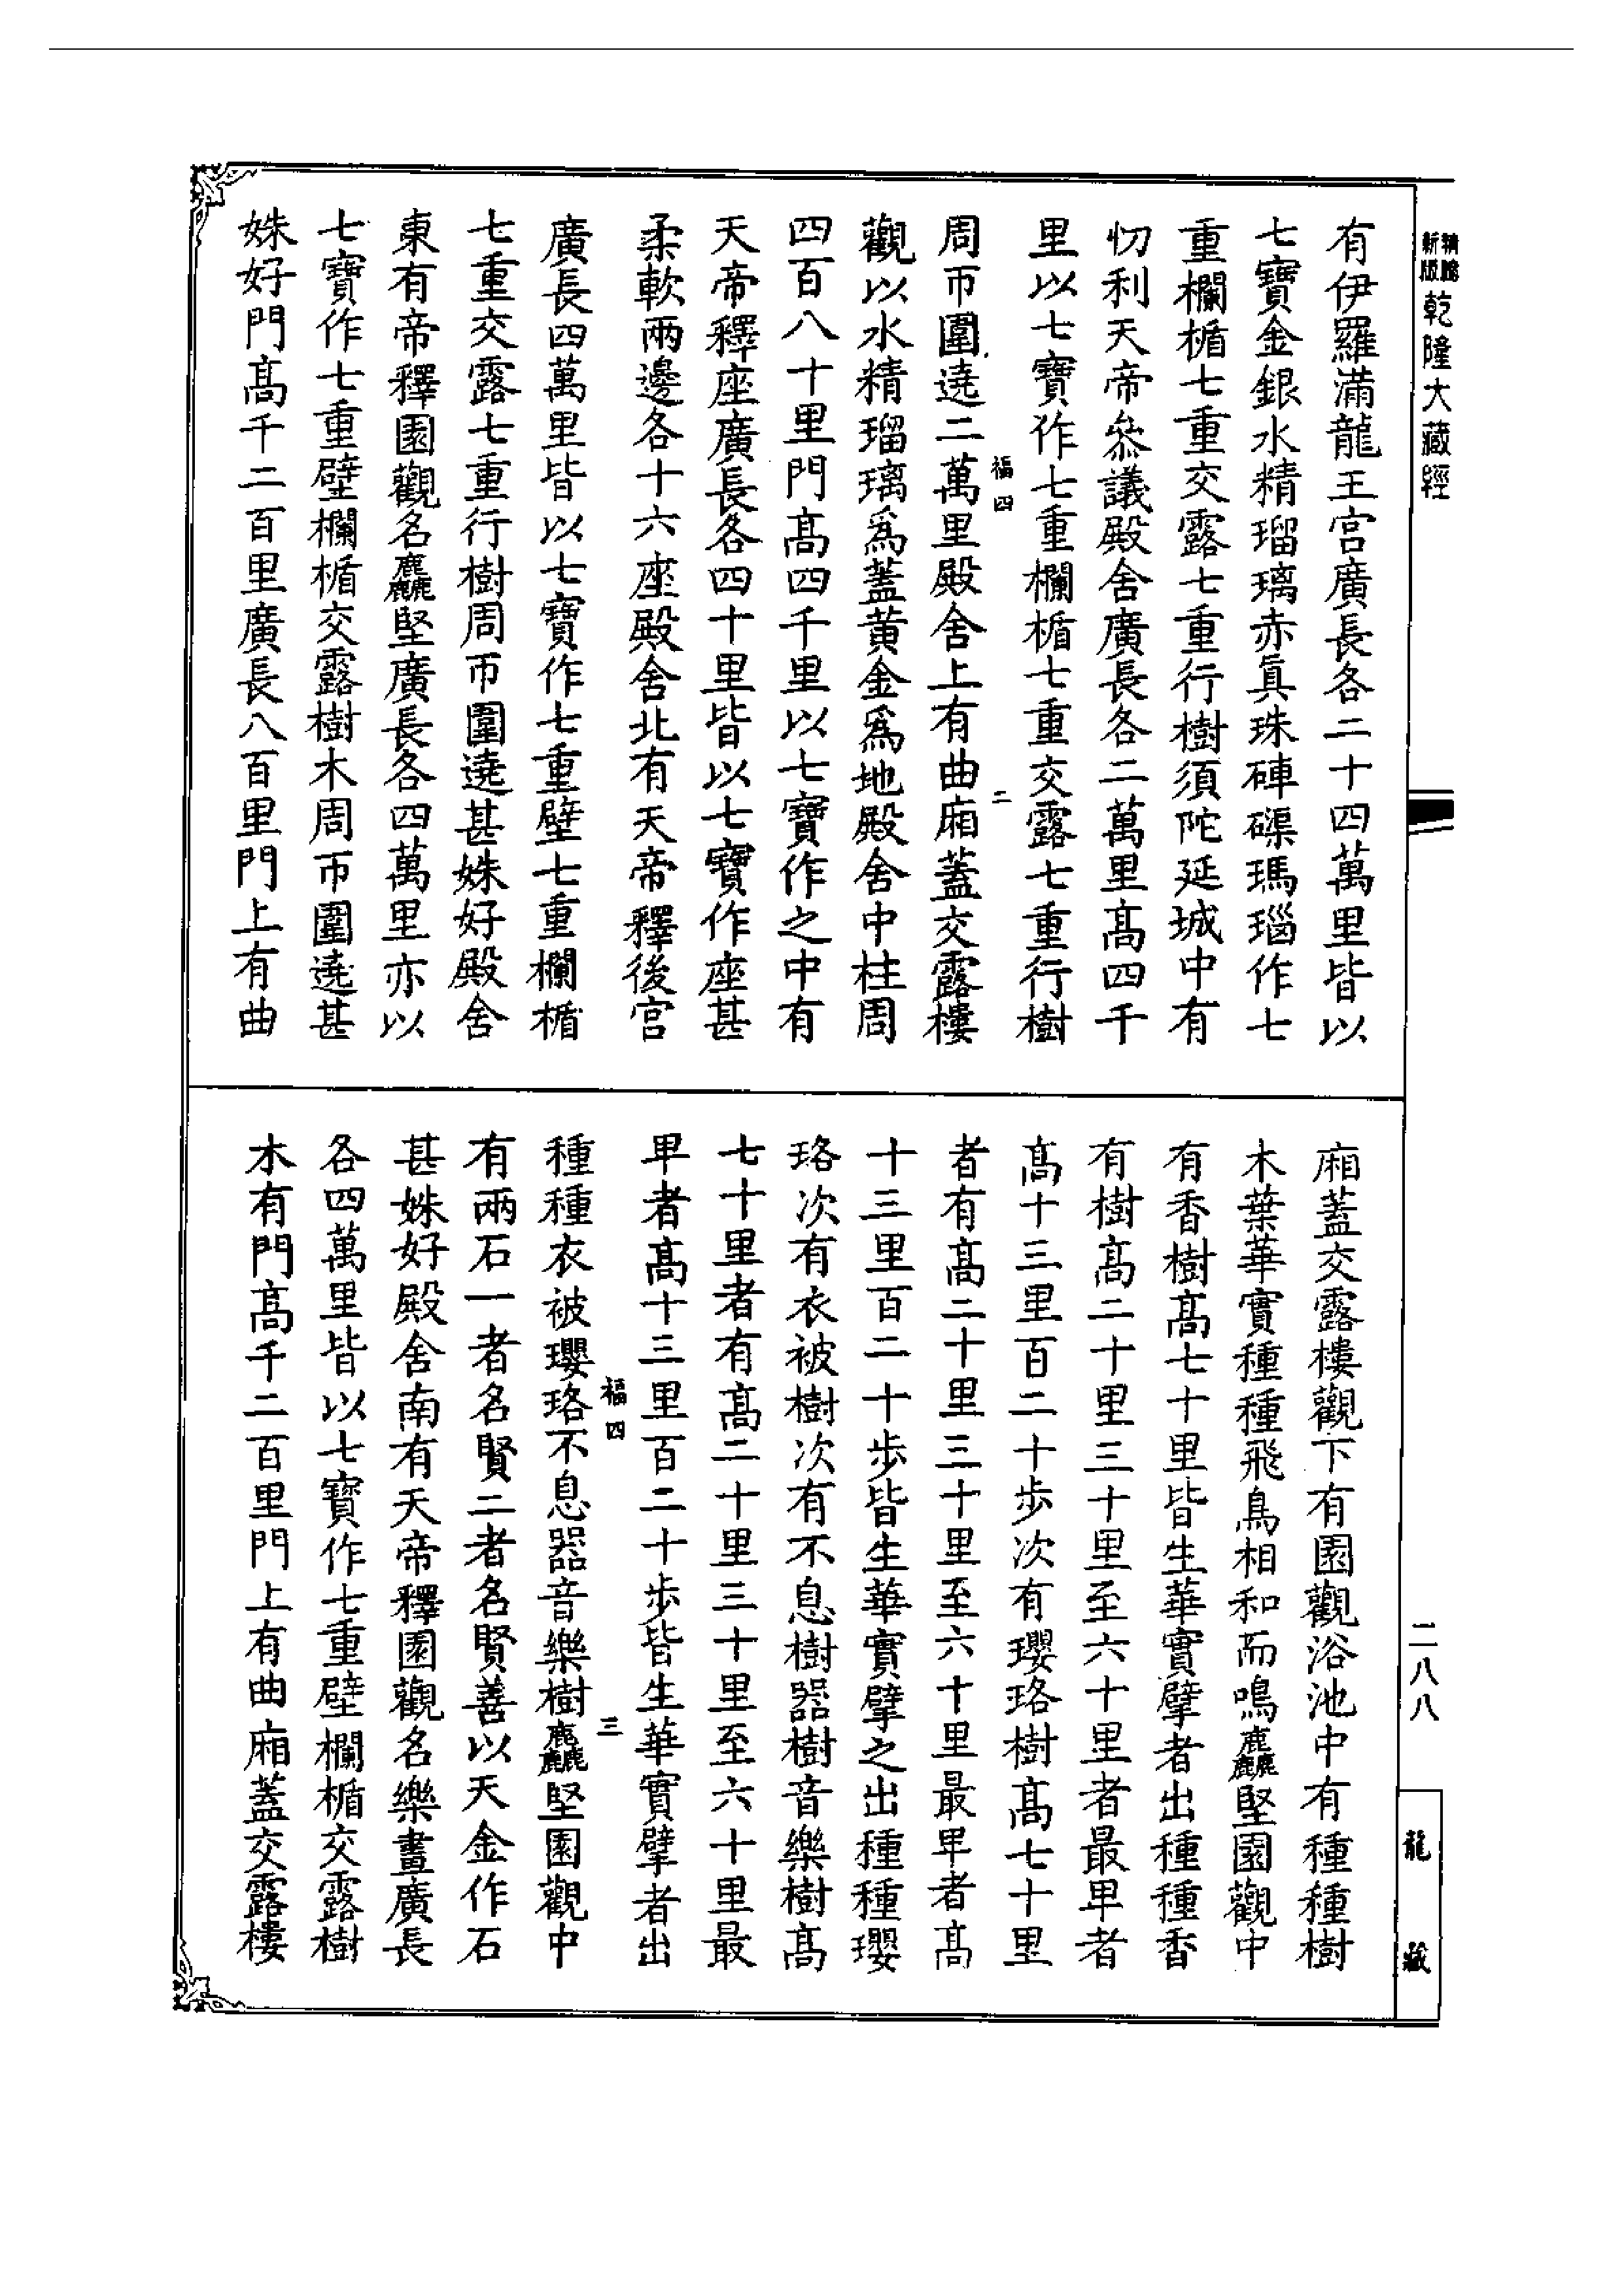 新版
乾隆大藏經
有伊羅滿龍王宮廣長各二十四萬里皆以
七寶金銀水精瑠璃赤真珠硨磲瑪瑙作七
重欄楯七重交露七重行樹須陀延城中有
忉利天帝叅議殿舍廣長各二萬里髙四千
里以七寶作七重欄楯七重交露七重行樹
福四
二
周帀圍遶二萬里殿舍上有曲廂蓋交露樓
觀以水精瑠璃爲蓋黄金爲地殿舍中柱周
四百八十里門髙四千里以七寶作之中有
天帝釋座廣長各四十里皆以七寶作座甚
柔軟兩邊各十六座殿舍北有天帝釋後宮
廣長四萬里皆以七寶作七重壁七重欄楯
七重交露七重行樹周帀圍遶甚姝好殿舍
東有帝釋園觀名麤堅廣長各四萬里亦以
七寶作七重壁欄楯交露樹木周帀圍遶甚
姝好門髙千二百里廣長八百里門上有曲
廂蓋交露樓觀下有園觀浴池中有種種樹
木葉華實種種飛鳥相和而鳴麤堅園觀中
有香樹髙七十里皆生華實擘者出種種香
有樹髙二十里三十里至六十里者最卑者
髙十三里百二十步次有瓔珞樹髙七十里
者有髙二十里三十里至六十里最卑者髙
十三里百二十步皆生華實擘之出種種瓔
珞次有衣被樹次有不息樹器樹音樂樹髙
七十里者有髙二十里三十里至六十里最
卑者髙十三里百二十步皆生華實擘者出
福四
三
種種衣被瓔珞不息器音樂樹麤堅園觀中
有兩石一者名賢二者名賢善以天金作石
甚姝好殿舍南有天帝釋園觀名樂畫廣長
各四萬里皆以七寶作七重壁欄楯交露樹
木有門髙千二百里門上有曲廂蓋交露樓
二八八
龍藏